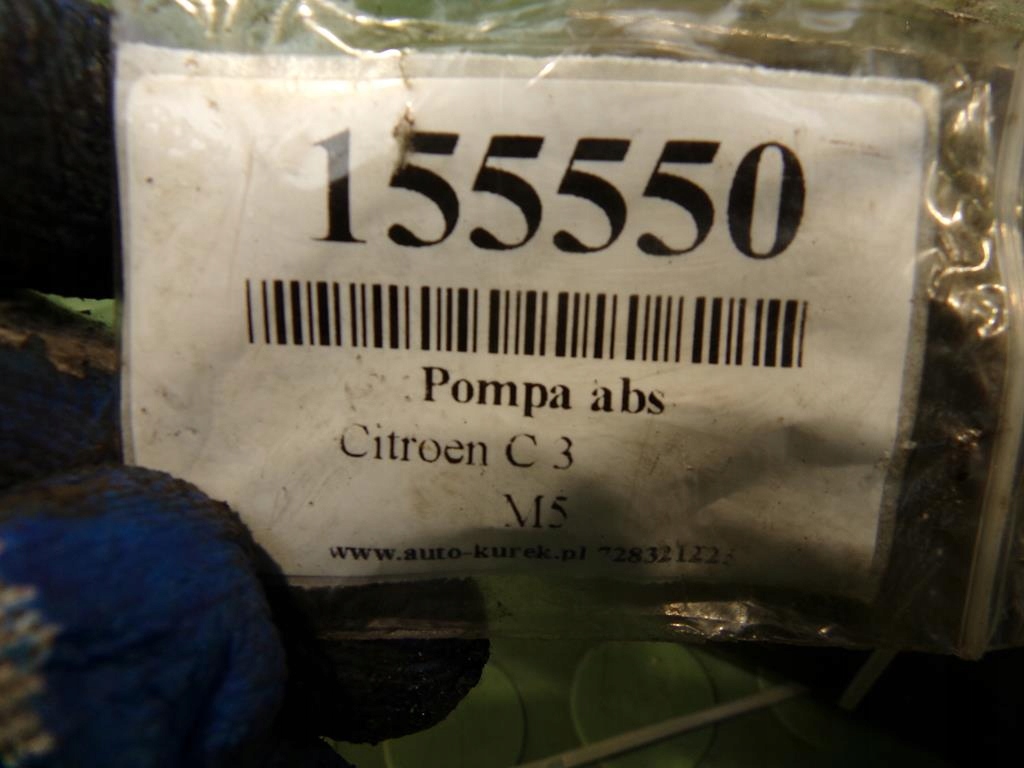 155550
Pompa abs
Citroen C 3
M5
www.auto-kurek.pl